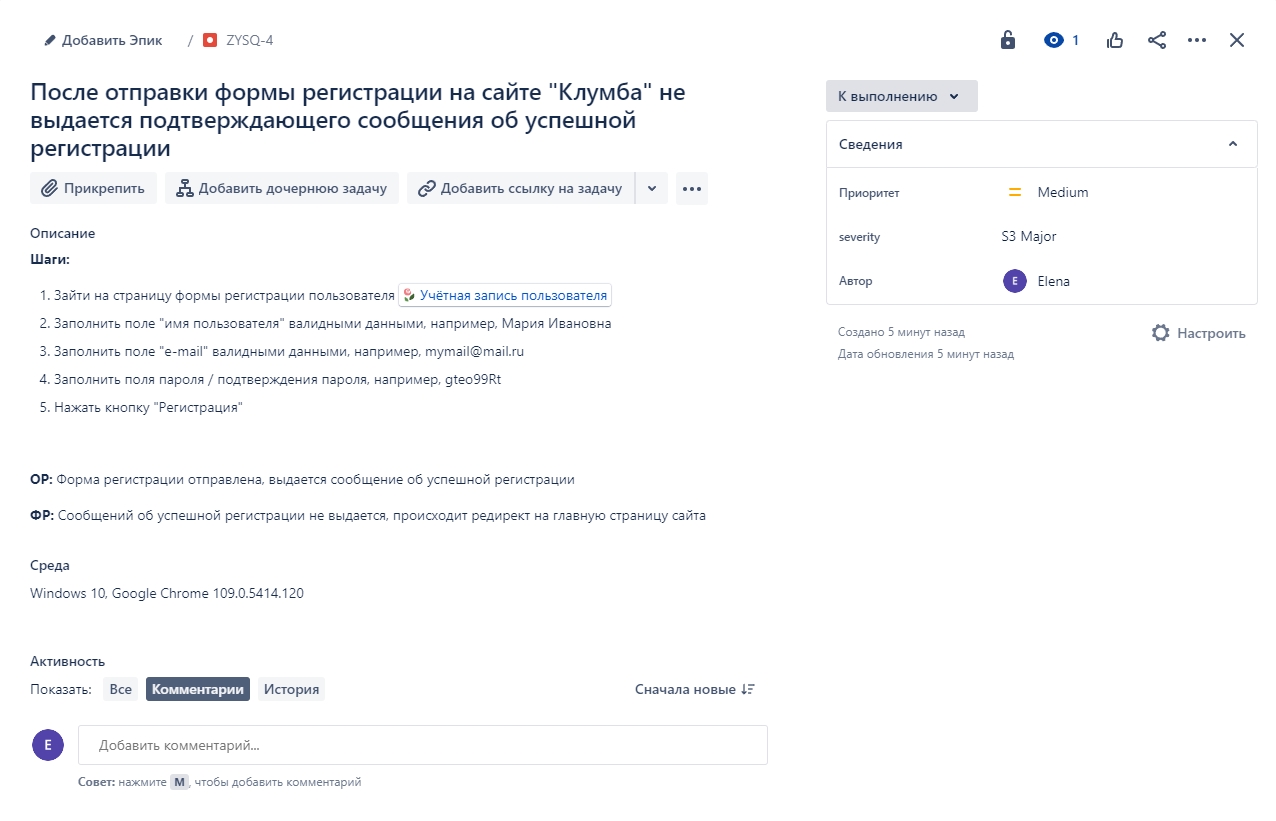 Добавить Эпик / ZYSQ-4
1
После отправки формы регистрации на сайте "Клумба" не
выдается подтверждающего сообщения об успешной
регистрации
Прикрепить
Добавить дочернюю задачу
Добавить ссылку на задачу
Описание
Шаги:
1. Зайти на страницу формы регистрации пользователя Учётная запись пользователя
2. Заполнить поле "имя пользователя" валидными данными, например, Мария Ивановна
3. Заполнить поле "e-mail" валидными данными, например, mymail@mail.ru
4. Заполнить поля пароля / подтверждения пароля, например, gteo99Rt
5. Нажать кнопку "Регистрация"
ОР: Форма регистрации отправлена, выдается сообщение об успешной регистрации
ФР: Сообщений об успешной регистрации не выдается, происходит редирект на главную страницу сайта
Среда
Windows 10, Google Chrome 109.0.5414.120
Активность
Показать: Все Комментарии История
Сначала новые
E
Добавить комментарий...
Совет: нажмите M, чтобы добавить комментарий
К выполнению
Сведения
Приоритет Medium
severity S3 Major
Автор E Elena
Создано 5 минут назад
Дата обновления 5 минут назад
Настроить